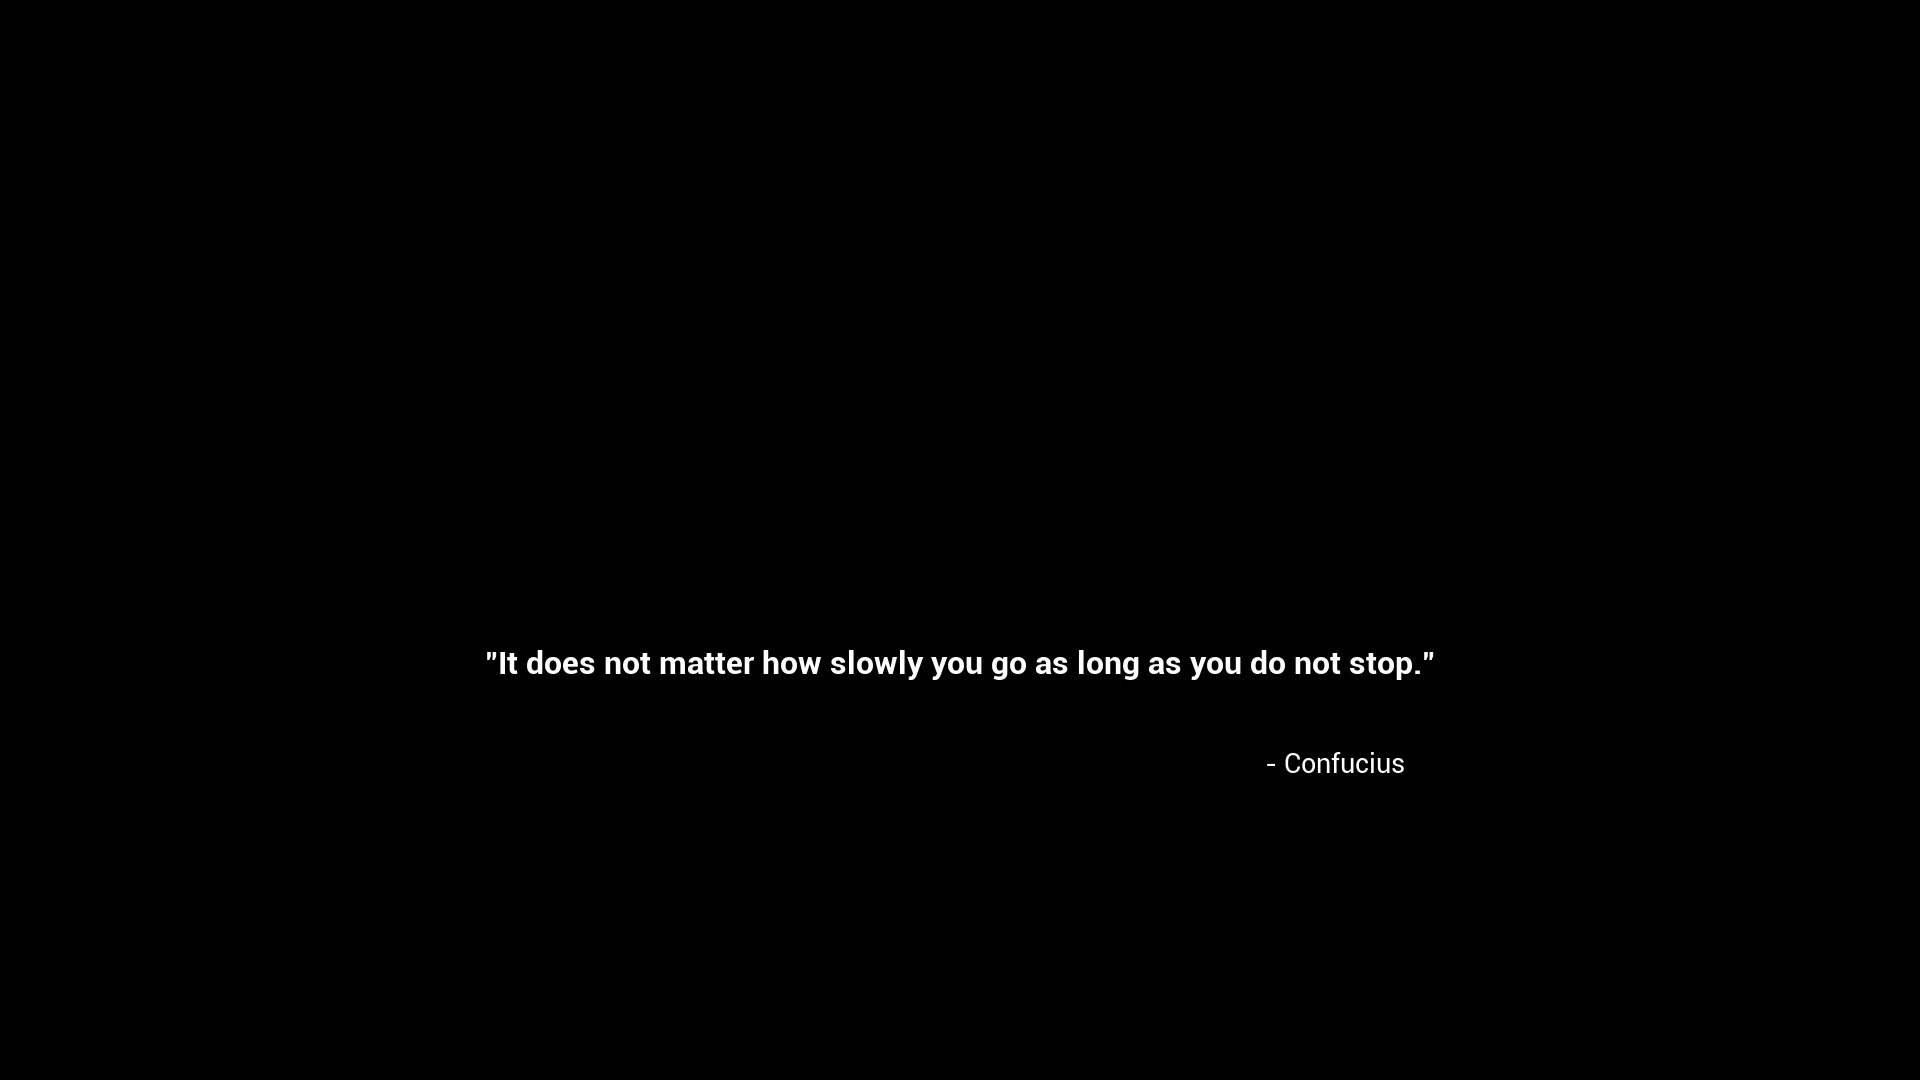 "It does not matter how slowly you go as long as you do not stop."
- Confucius